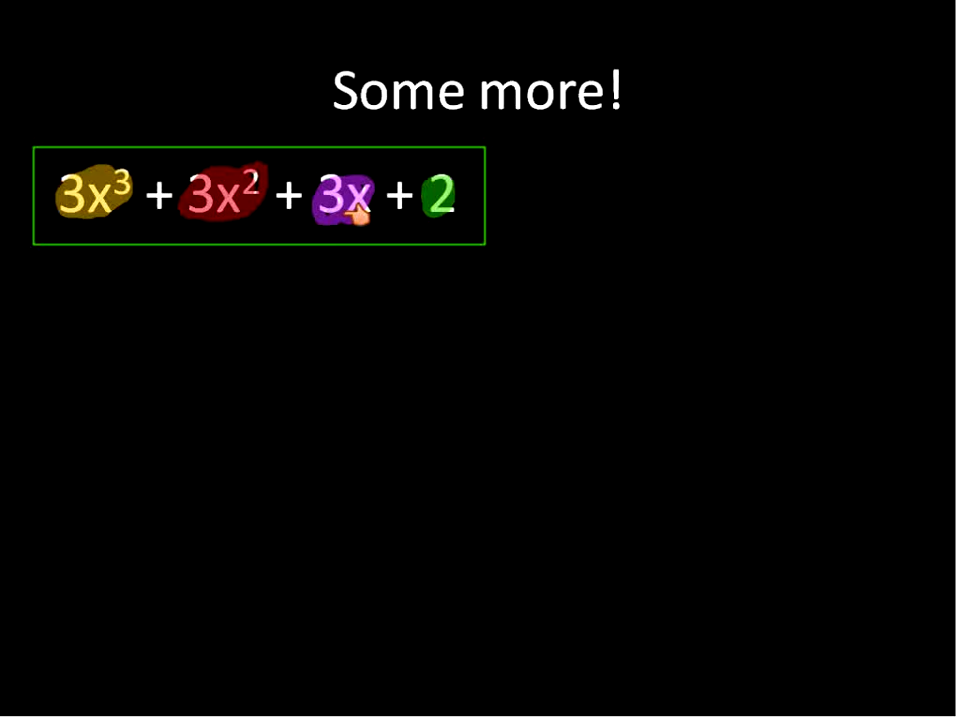 Some more!
3x³ + 3x² + 3x + 2